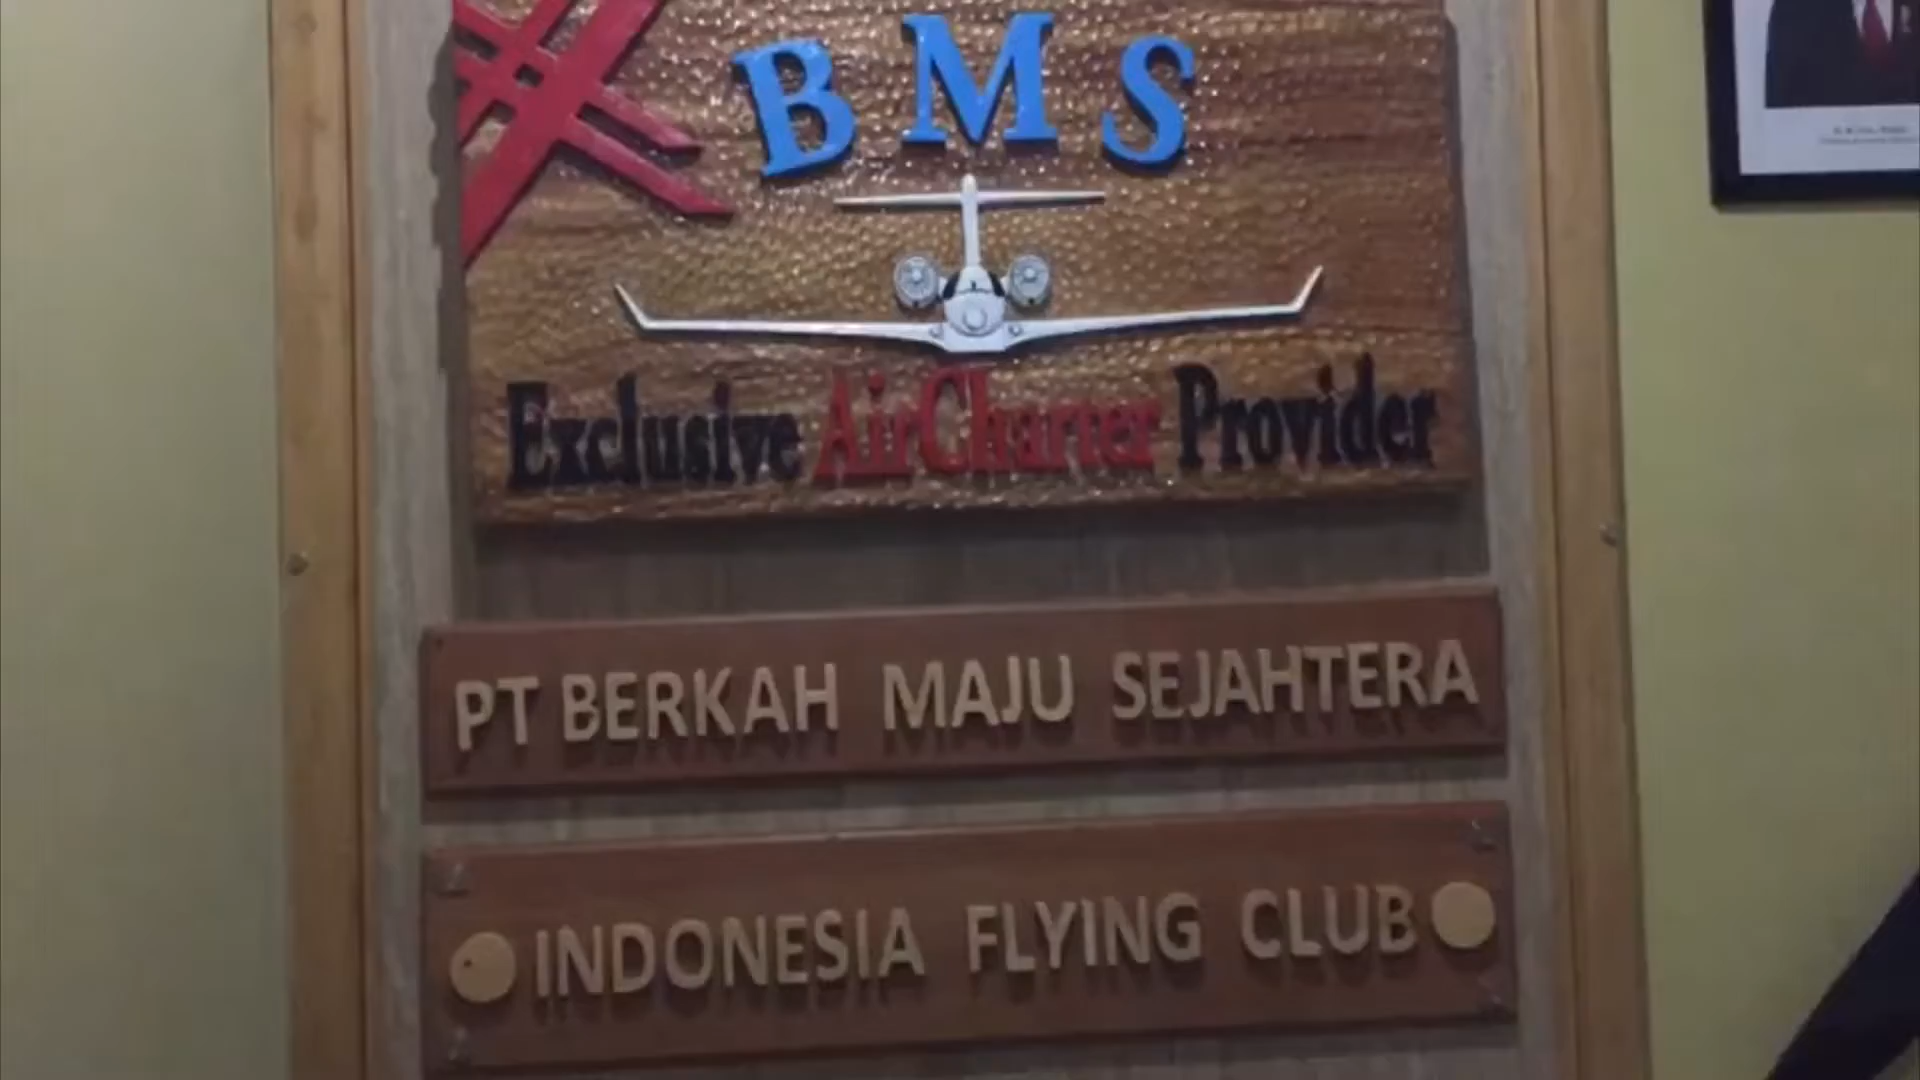 BMS
Exclusive AirCharter Provider
PT BERKAH MAJU SEJAHTERA
INDONESIA FLYING CLUB